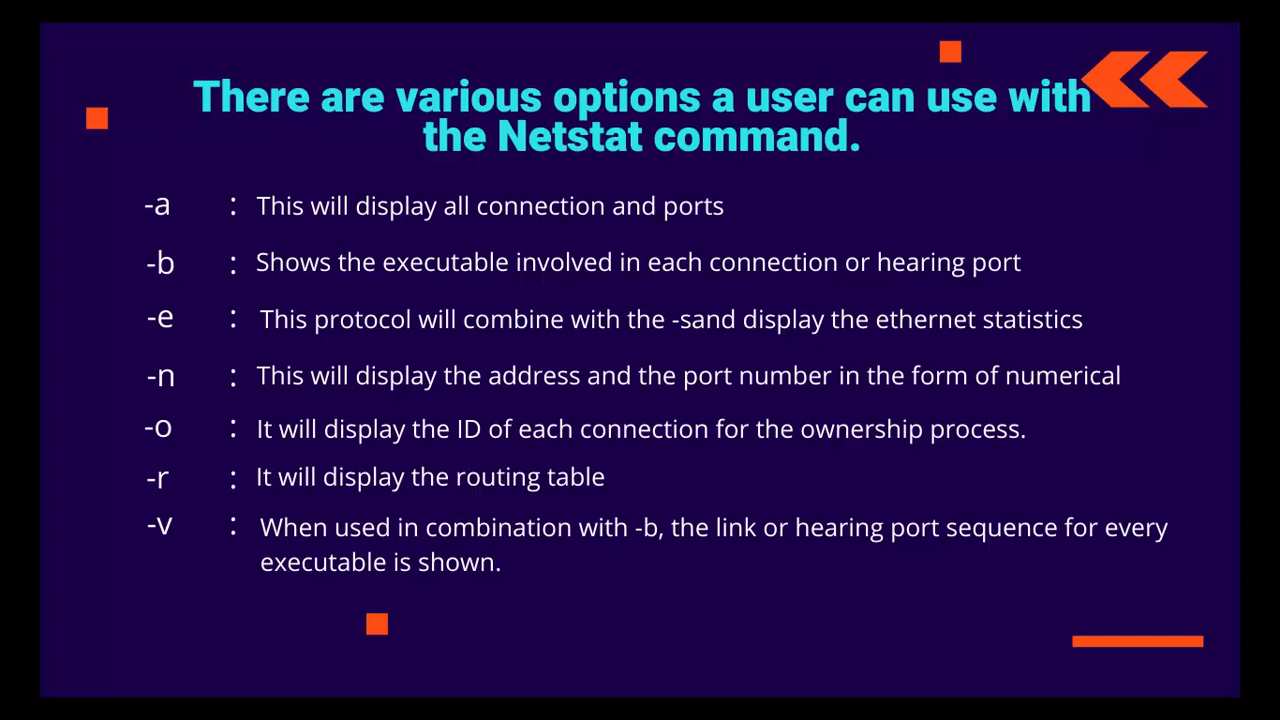 There are various options a user can use with
the Netstat command.
-a : This will display all connection and ports
-b : Shows the executable involved in each connection or hearing port
-e : This protocol will combine with the -sand display the ethernet statistics
-n : This will display the address and the port number in the form of numerical
-o : It will display the ID of each connection for the ownership process.
-r : It will display the routing table
-v : When used in combination with -b, the link or hearing port sequence for every
executable is shown.